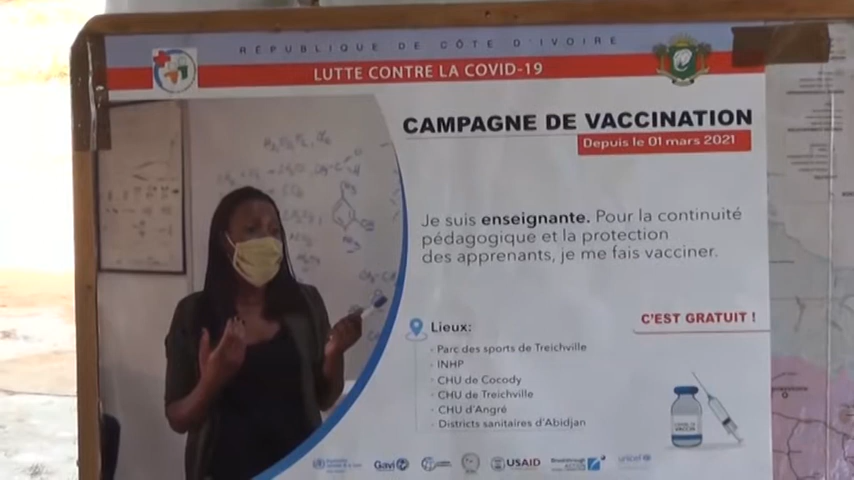 RÉPUBLIQUE DE CÔTE D'IVOIRE
LUTTE CONTRE LA COVID-19
CAMPAGNE DE VACCINATION
Depuis le 01 mars 2021
Je suis enseignante. Pour la continuité
pédagogique et la protection
des apprenants, je me fais vacciner.
C'EST GRATUIT !
Lieux:
- Parc des sports de Treichville
- INHP
- CHU de Cocody
- CHU de Treichville
- CHU d'Angré
- Districts sanitaires d'Abidjan
VACCIN
Gavi
USAID
unicef